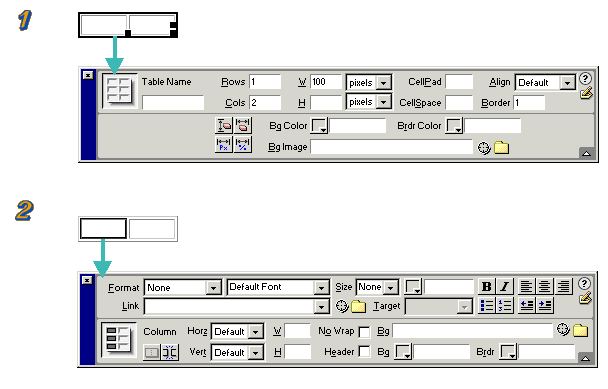 1
Table Name Rows 1 W 100 pixels CellPad Align Default
Cols 2 H pixels CellSpace Border 1
Bg Color Brdr Color
Px % Bg Image
2
Format None Default Font Size None B I
Link Target
Column Horz Default W No Wrap Bg
Vert Default H Header Bg Brdr